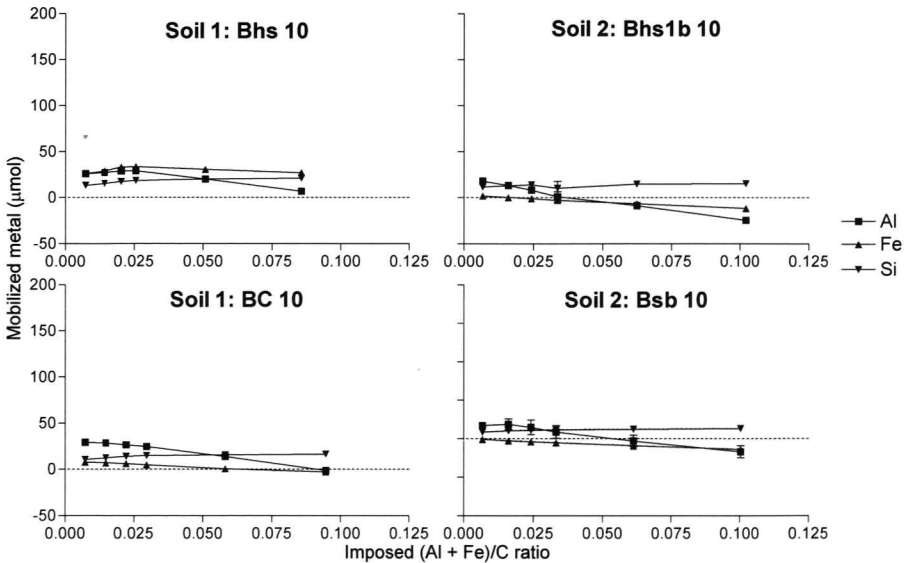 Soil 1: Bhs 10
Soil 2: Bhs1b 10
200
150
100
50
0
-50
0.000 0.025 0.050 0.075 0.100 0.125
0.000 0.025 0.050 0.075 0.100 0.125
Mobilized metal (μmol)
Al
Fe
Si
Soil 1: BC 10
Soil 2: Bsb 10
200
150
100
50
0
-50
0.000 0.025 0.050 0.075 0.100 0.125
0.000 0.025 0.050 0.075 0.100 0.125
Imposed (Al + Fe)/C ratio